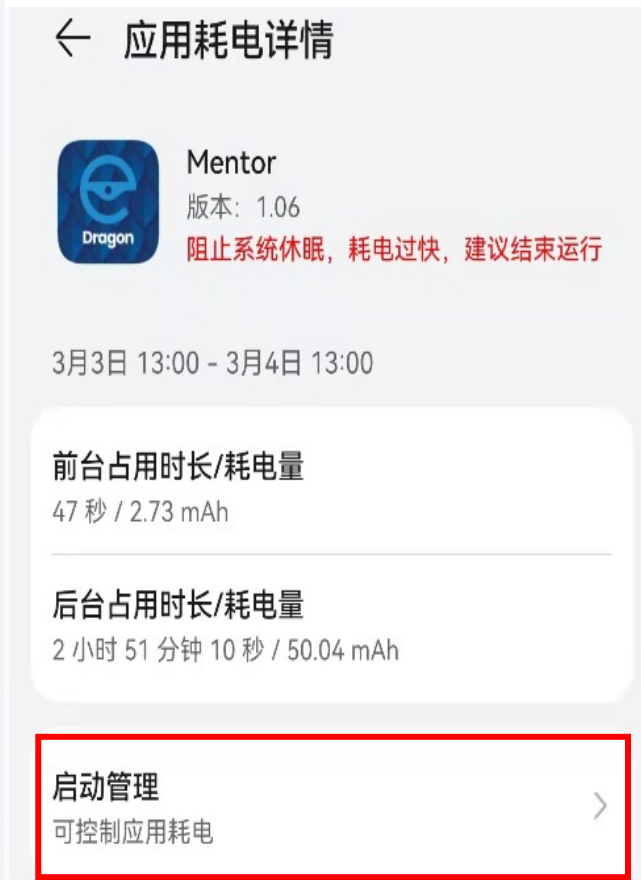 应用耗电详情
Dragon
Mentor
版本：1.06
阻止系统休眠，耗电过快，建议结束运行
3月3日 13:00 - 3月4日 13:00
前台占用时长/耗电量
47 秒 / 2.73 mAh
后台占用时长/耗电量
2 小时 51 分钟 10 秒 / 50.04 mAh
启动管理
可控制应用耗电